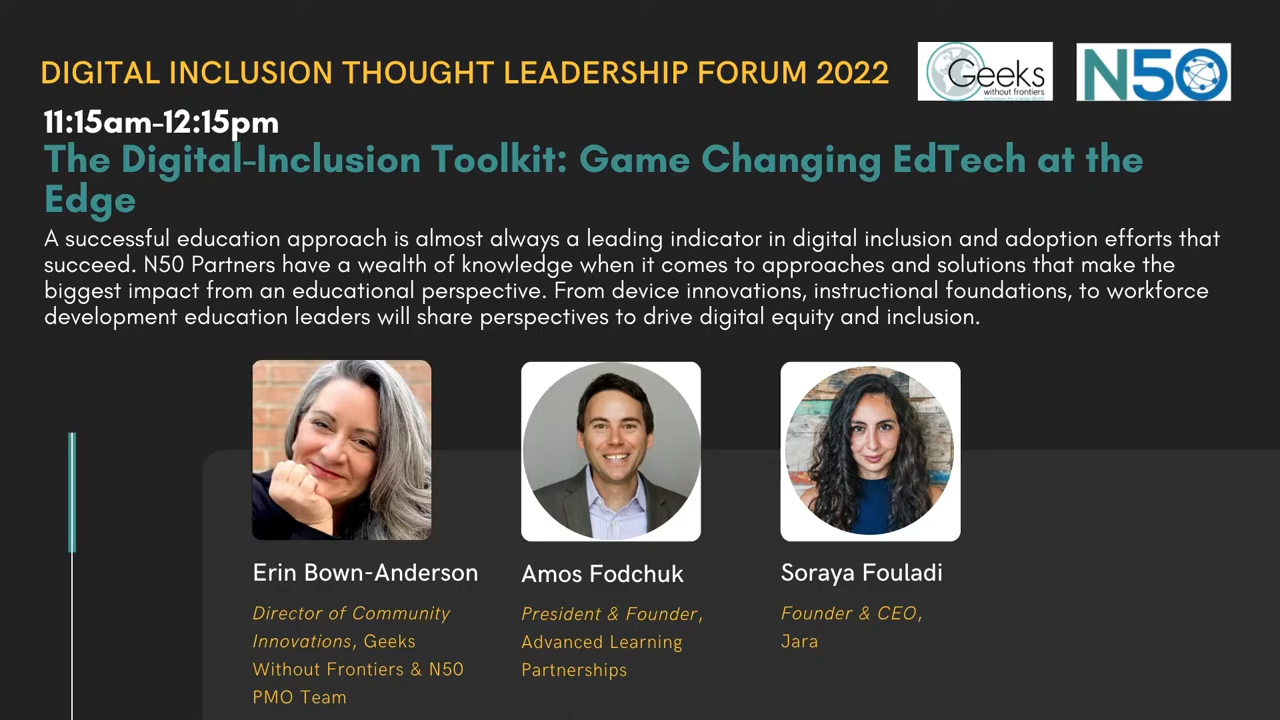 DIGITAL INCLUSION THOUGHT LEADERSHIP FORUM 2022
Geeks
without frontiers
N50
11:15am-12:15pm
The Digital-Inclusion Toolkit: Game Changing EdTech at the
Edge
A successful education approach is almost always a leading indicator in digital inclusion and adoption efforts that
succeed. N50 Partners have a wealth of knowledge when it comes to approaches and solutions that make the
biggest impact from an educational perspective. From device innovations, instructional foundations, to workforce
development education leaders will share perspectives to drive digital equity and inclusion.
Erin Bown-Anderson
Director of Community
Innovations, Geeks
Without Frontiers & N50
PMO Team
Amos Fodchuk
President & Founder,
Advanced Learning
Partnerships
Soraya Fouladi
Founder & CEO,
Jara